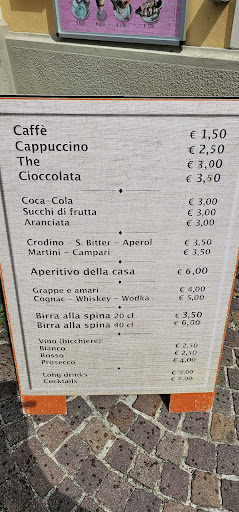 Caffè € 1,50
Cappuccino € 2,50
The € 3,00
Cioccolata € 3,50
Coca-Cola € 3,00
Succhi di frutta € 3,00
Aranciata € 3,00
Crodino - S. Bitter - Aperol € 3,50
Martini - Campari € 3,50
Aperitivo della casa € 6,00
Grappe e amari € 4,00
Cognac - Whiskey - Wodka € 5,00
Birra alla spina 20 cl € 3,50
Birra alla spina 40 cl € 6,00
Vino (bicchiere):
Bianco € 2,50
Rosso € 2,50
Prosecco € 4,00
Long drinks € 7,00
Cocktails € 7,00